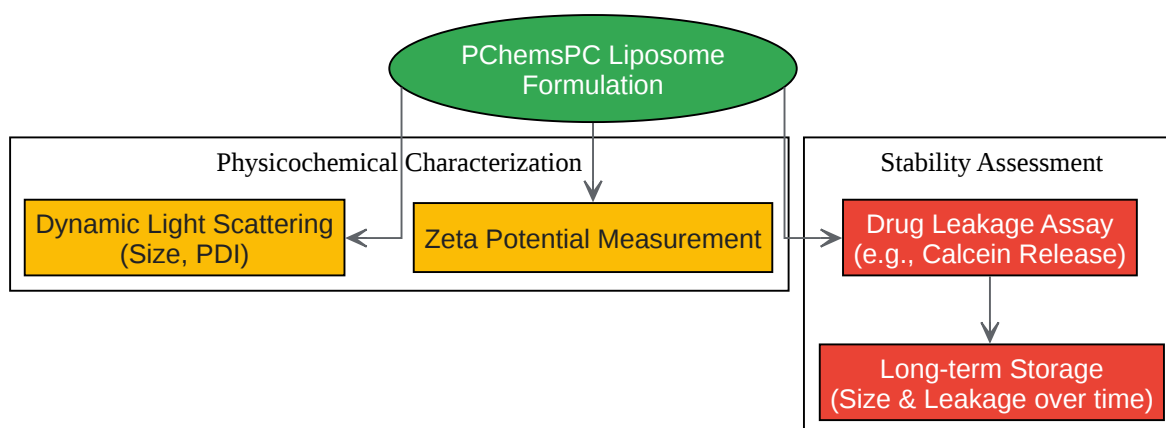 PChemsPC Liposome
Formulation
Physicochemical Characterization
Stability Assessment
Dynamic Light Scattering
(Size, PDI)
Zeta Potential Measurement
Drug Leakage Assay
(e.g., Calcein Release)
Long-term Storage
(Size & Leakage over time)